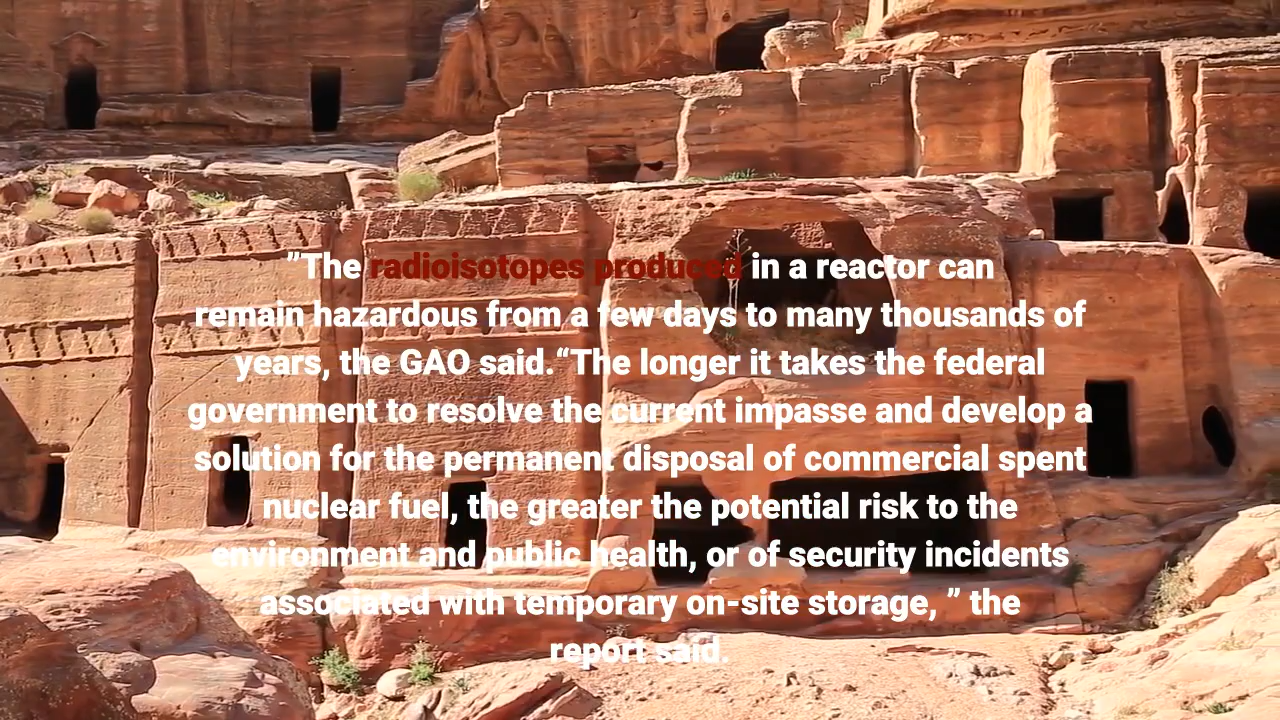 ”The radioisotopes produced in a reactor can
remain hazardous from a few days to many thousands of
years, the GAO said.“The longer it takes the federal
government to resolve the current impasse and develop a
solution for the permanent disposal of commercial spent
nuclear fuel, the greater the potential risk to the
environment and public health, or of security incidents
associated with temporary on-site storage, ” the
report said.